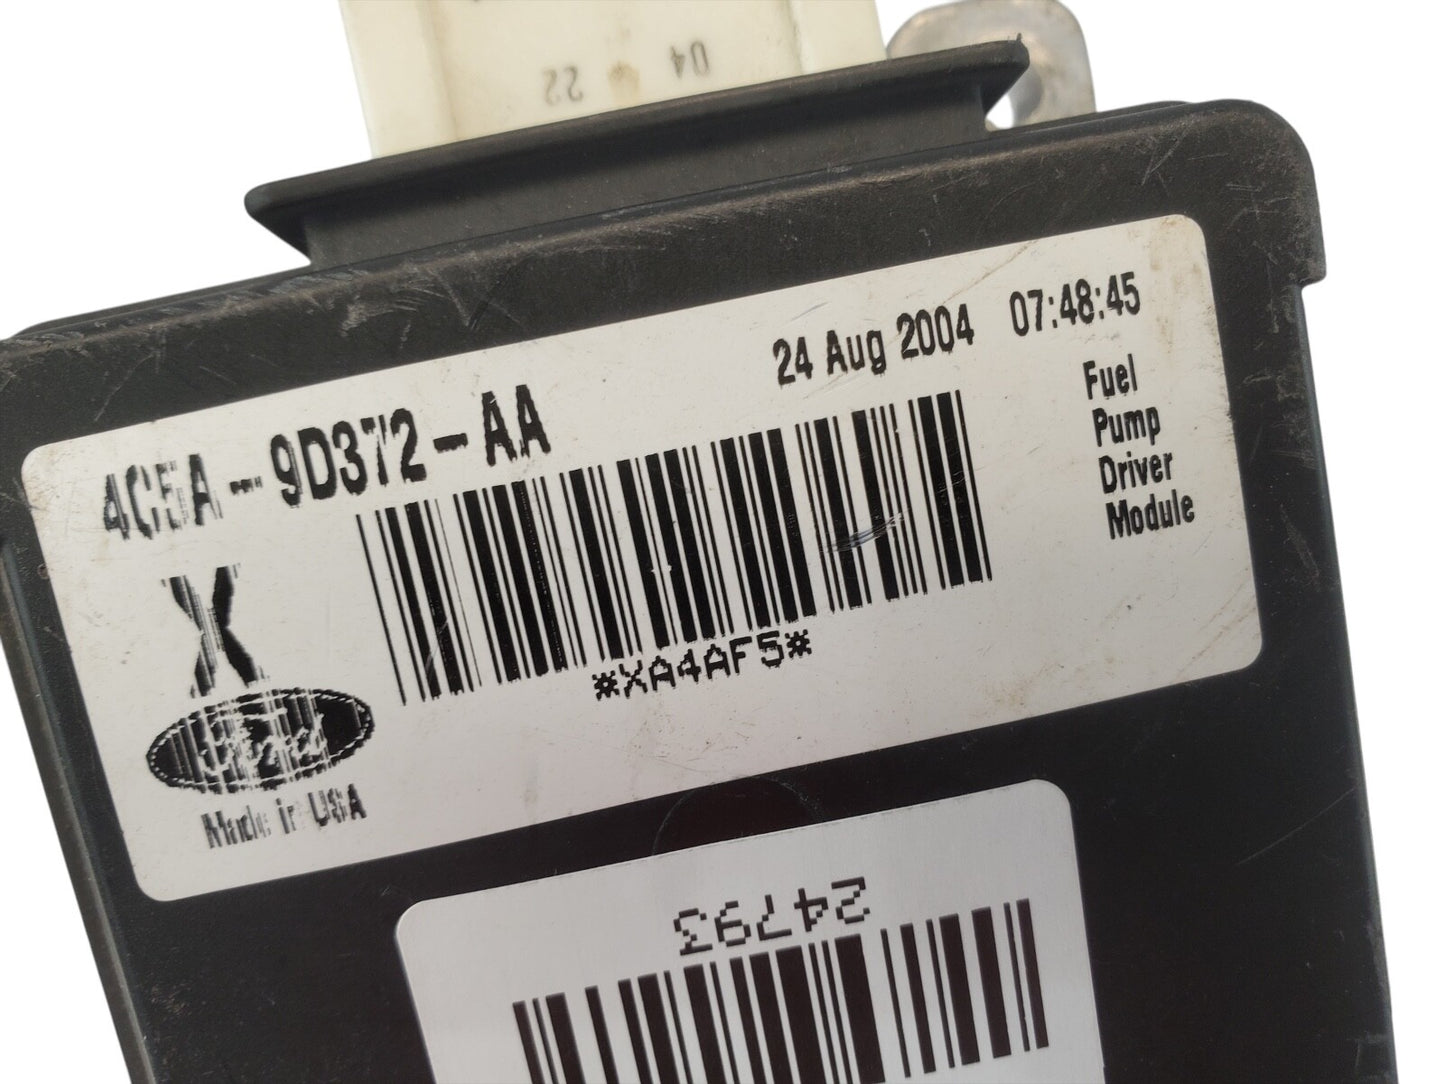 04 22
24 Aug 2004 07:48:45
4C5A-9D372-AA
Fuel
Pump
Driver
Module
X
*XA4AF5*
Ford
Made in USA
24793